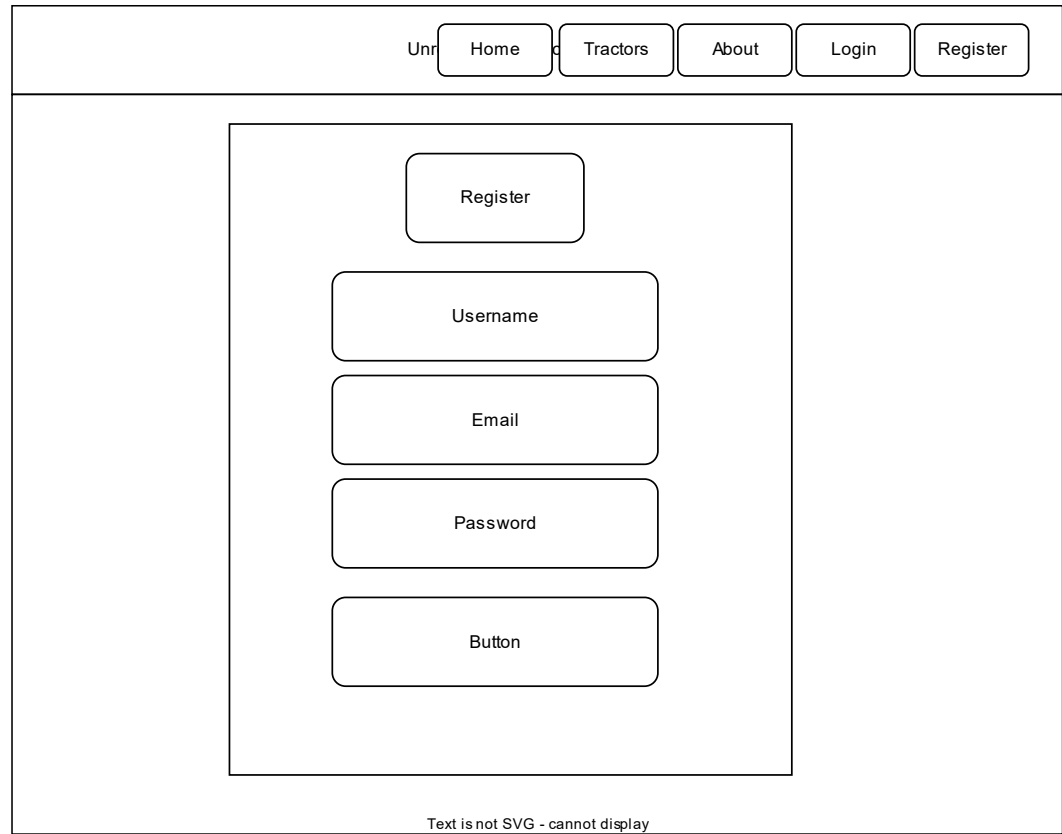 Home
Tractors
About
Login
Register
Register
Username
Email
Password
Button
Text is not SVG - cannot display